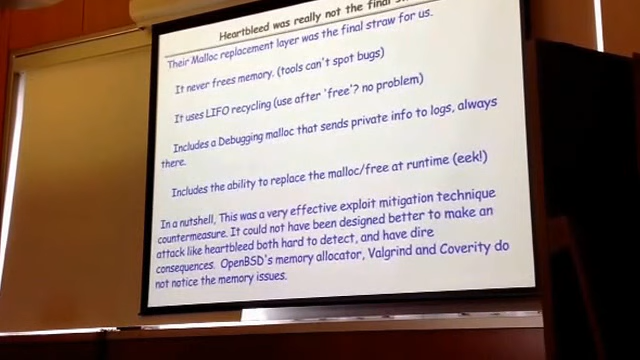 Heartbleed was really not the final
Their Malloc replacement layer was the final straw for us.
It never frees memory. (tools can't spot bugs)
It uses LIFO recycling (use after 'free'? no problem)
Includes a Debugging malloc that sends private info to logs, always
there.
Includes the ability to replace the malloc/free at runtime (eek!)
In a nutshell, This was a very effective exploit mitigation technique
countermeasure. It could not have been designed better to make an
attack like heartbleed both hard to detect, and have dire
consequences. OpenBSD's memory allocator, Valgrind and Coverity do
not notice the memory issues.